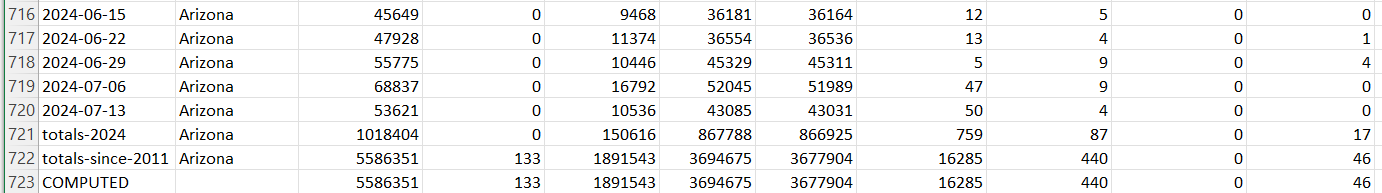 716 2024-06-15 Arizona 45649 0 9468 36181 36164 12 5 0 0
717 2024-06-22 Arizona 47928 0 11374 36554 36536 13 4 0 1
718 2024-06-29 Arizona 55775 0 10446 45329 45311 5 9 0 4
719 2024-07-06 Arizona 68837 0 16792 52045 51989 47 9 0 0
720 2024-07-13 Arizona 53621 0 10536 43085 43031 50 4 0 0
721 totals-2024 Arizona 1018404 0 150616 867788 866925 759 87 0 17
722 totals-since-2011 Arizona 5586351 133 1891543 3694675 3677904 16285 440 0 46
723 COMPUTED 5586351 133 1891543 3694675 3677904 16285 440 0 46